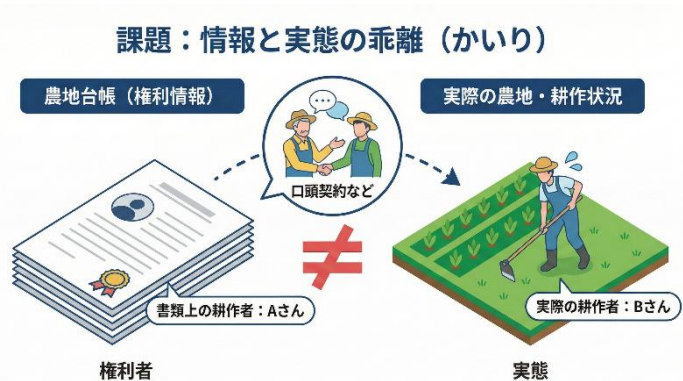 課題：情報と実態の乖離（かいり）
農地台帳（権利情報）
実際の農地・耕作状況
口頭契約など
書類上の耕作者：Aさん
実際の耕作者：Bさん
権利者
実態